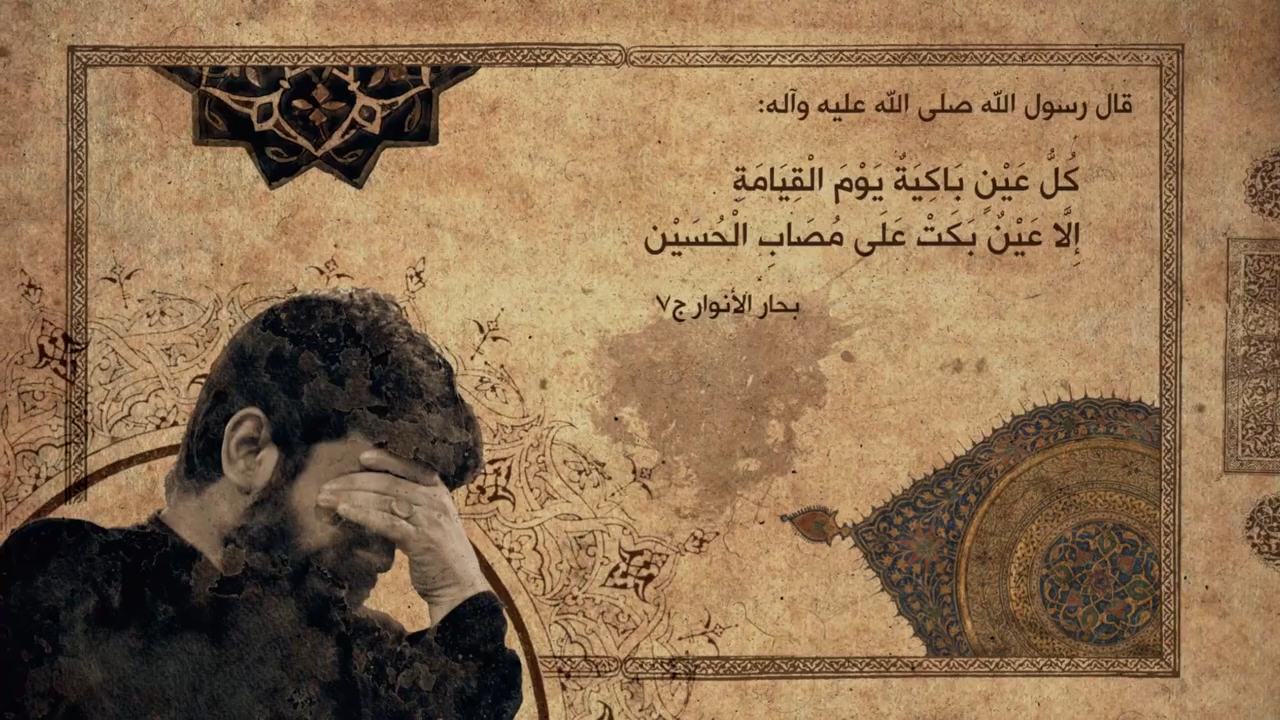 قال رسول الله صلى الله عليه وآله:
كُلُّ عَيْنٍ بَاكِيَةٌ يَوْمَ الْقِيَامَةِ
إِلَّا عَيْنٌ بَكَتْ عَلَى مُصَابِ الْحُسَيْن
بحار الأنوار ج٧